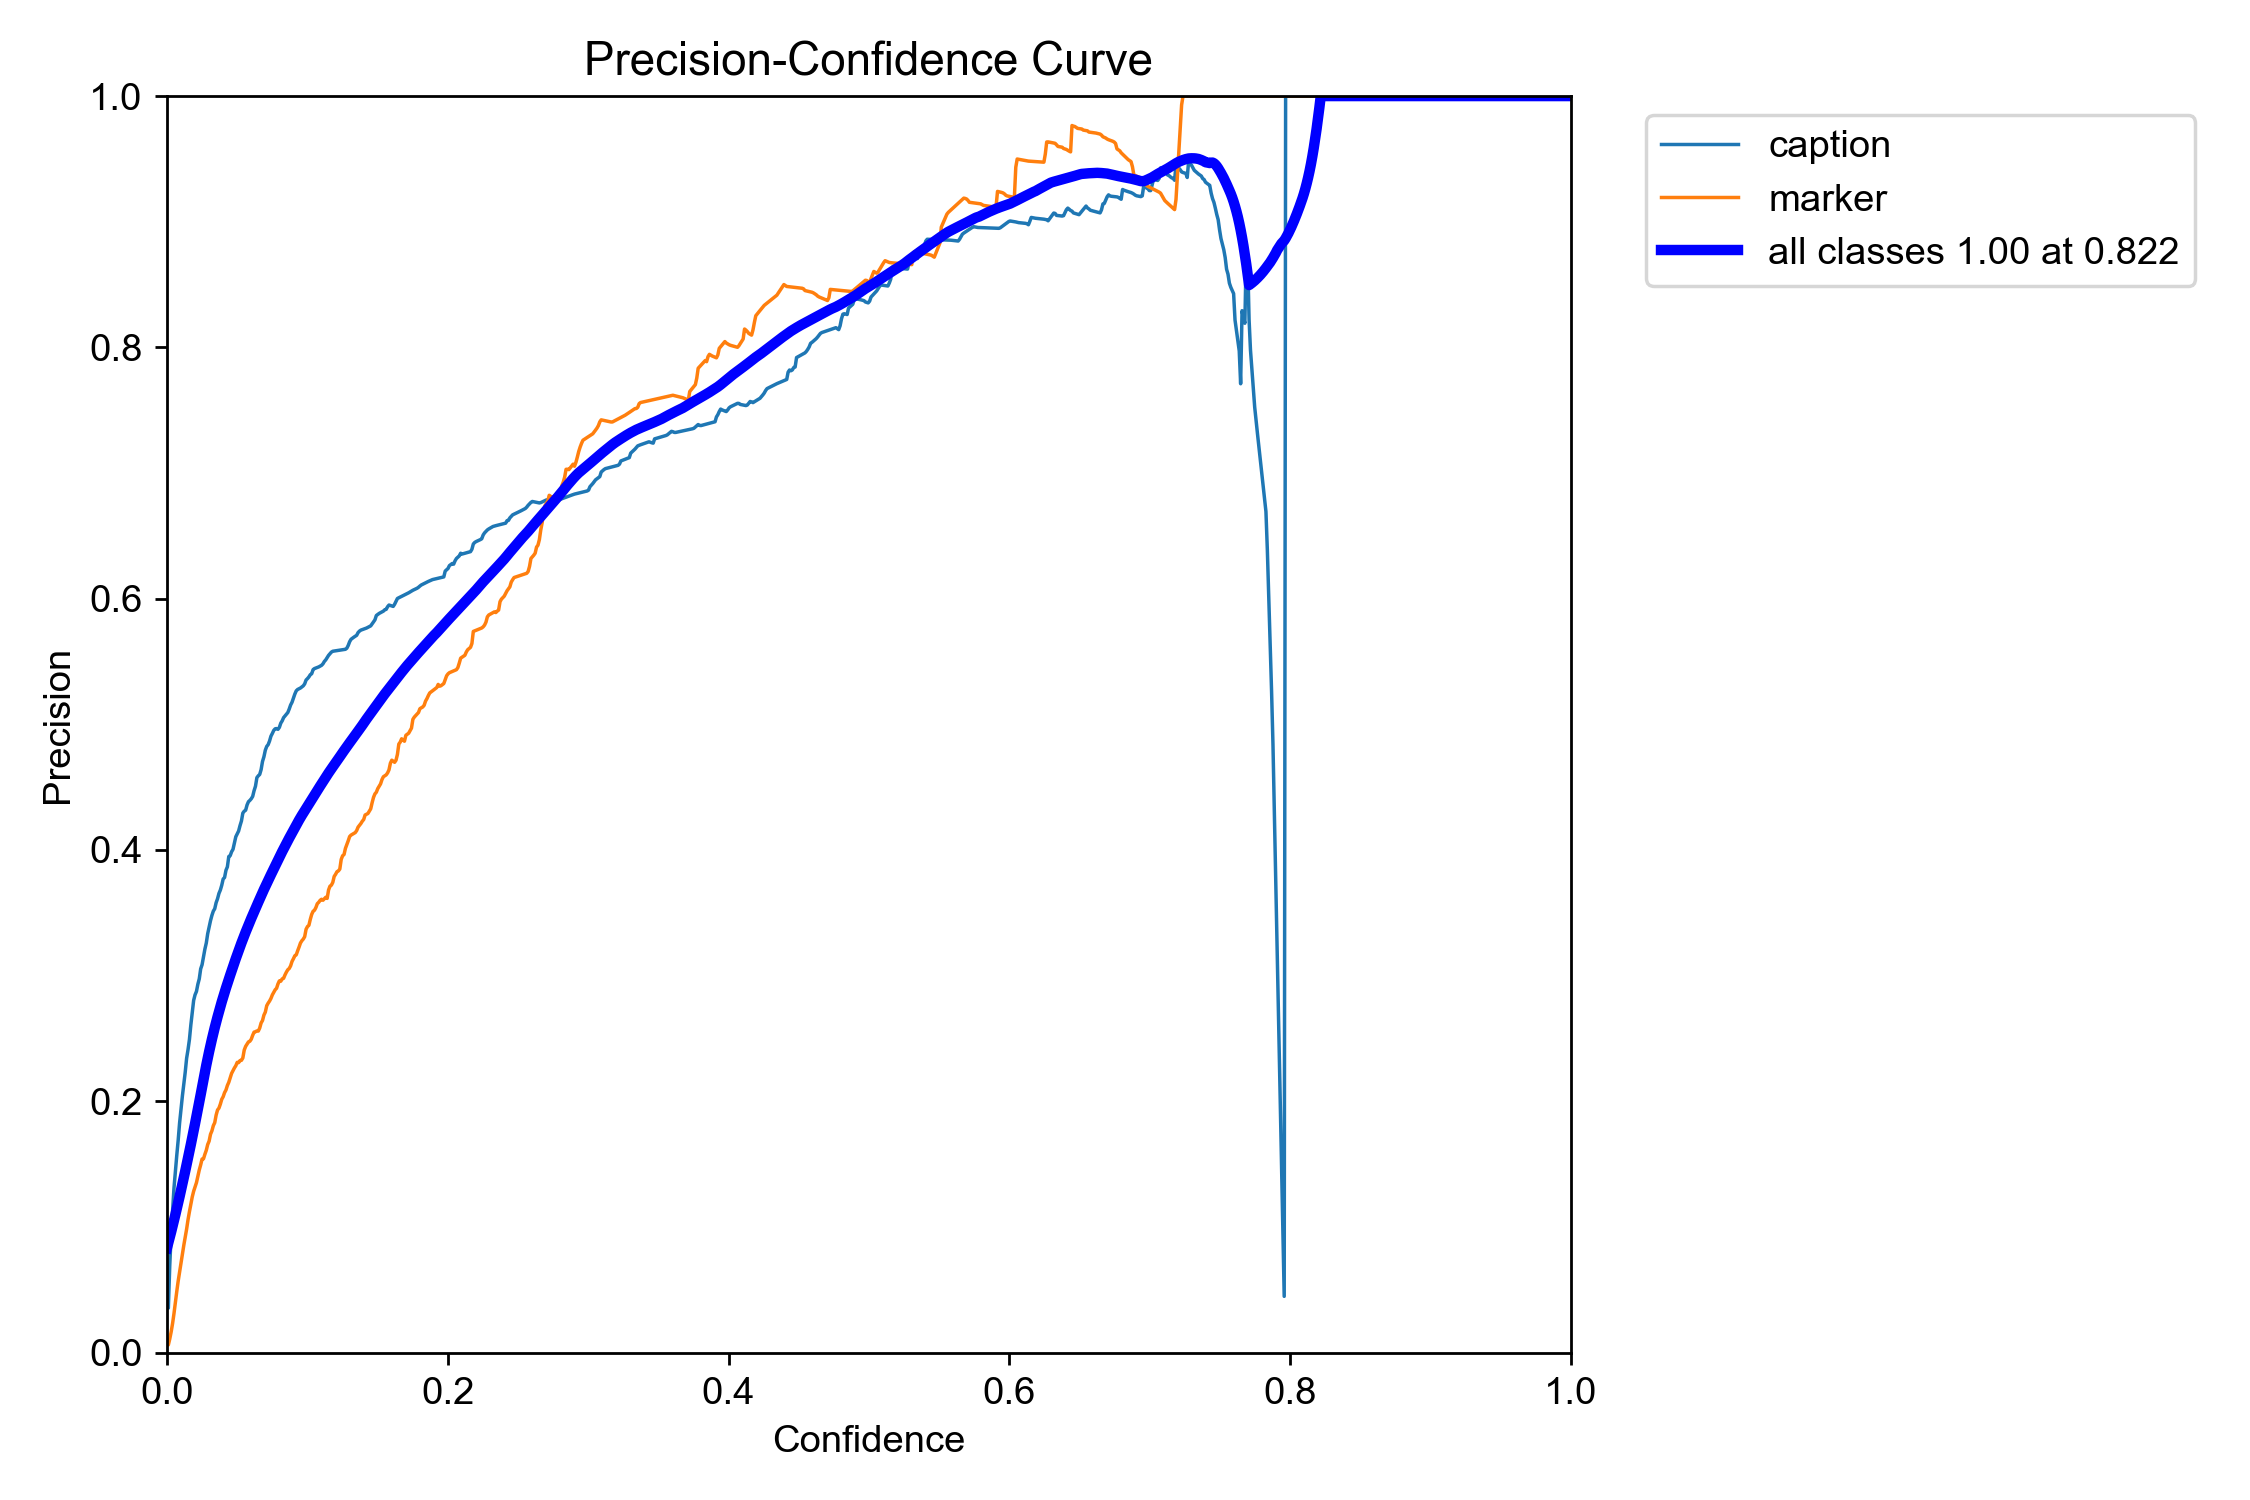 Precision-Confidence Curve
1.0
0.8
0.6
0.4
0.2
0.0
Precision
0.0 0.2 0.4 0.6 0.8 1.0
Confidence
caption
marker
all classes 1.00 at 0.822